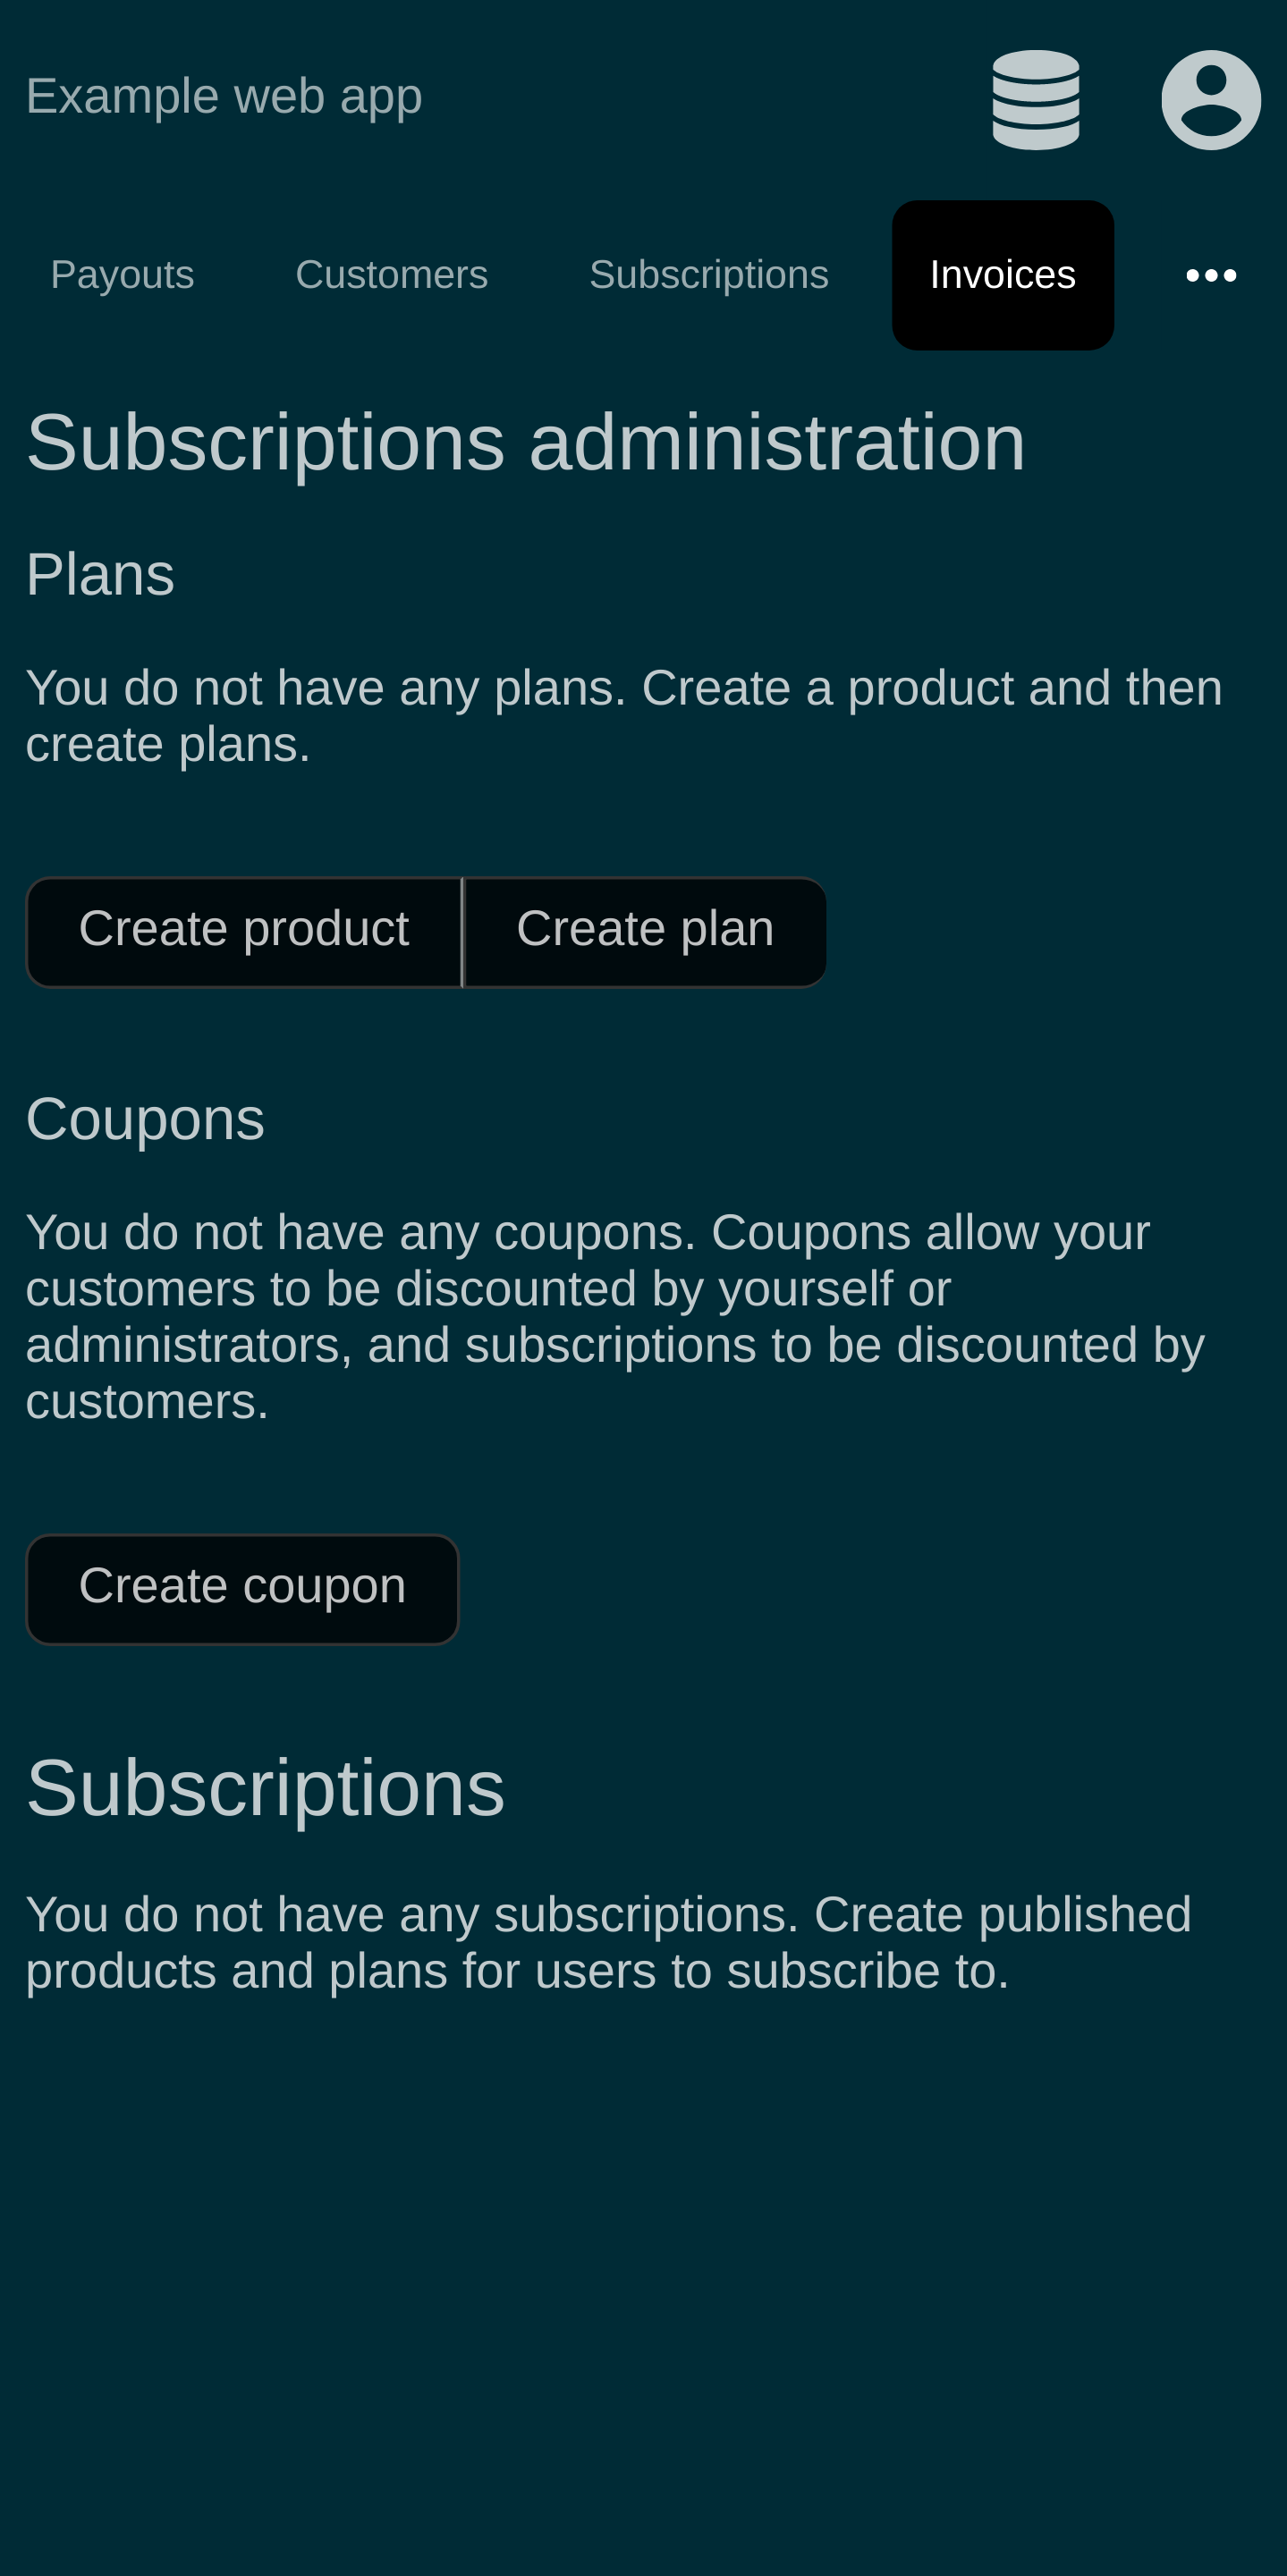 Example web app
Payouts Customers Subscriptions Invoices
Subscriptions administration
Plans
You do not have any plans. Create a product and then
create plans.
Create product Create plan
Coupons
You do not have any coupons. Coupons allow your
customers to be discounted by yourself or
administrators, and subscriptions to be discounted by
customers.
Create coupon
Subscriptions
You do not have any subscriptions. Create published
products and plans for users to subscribe to.